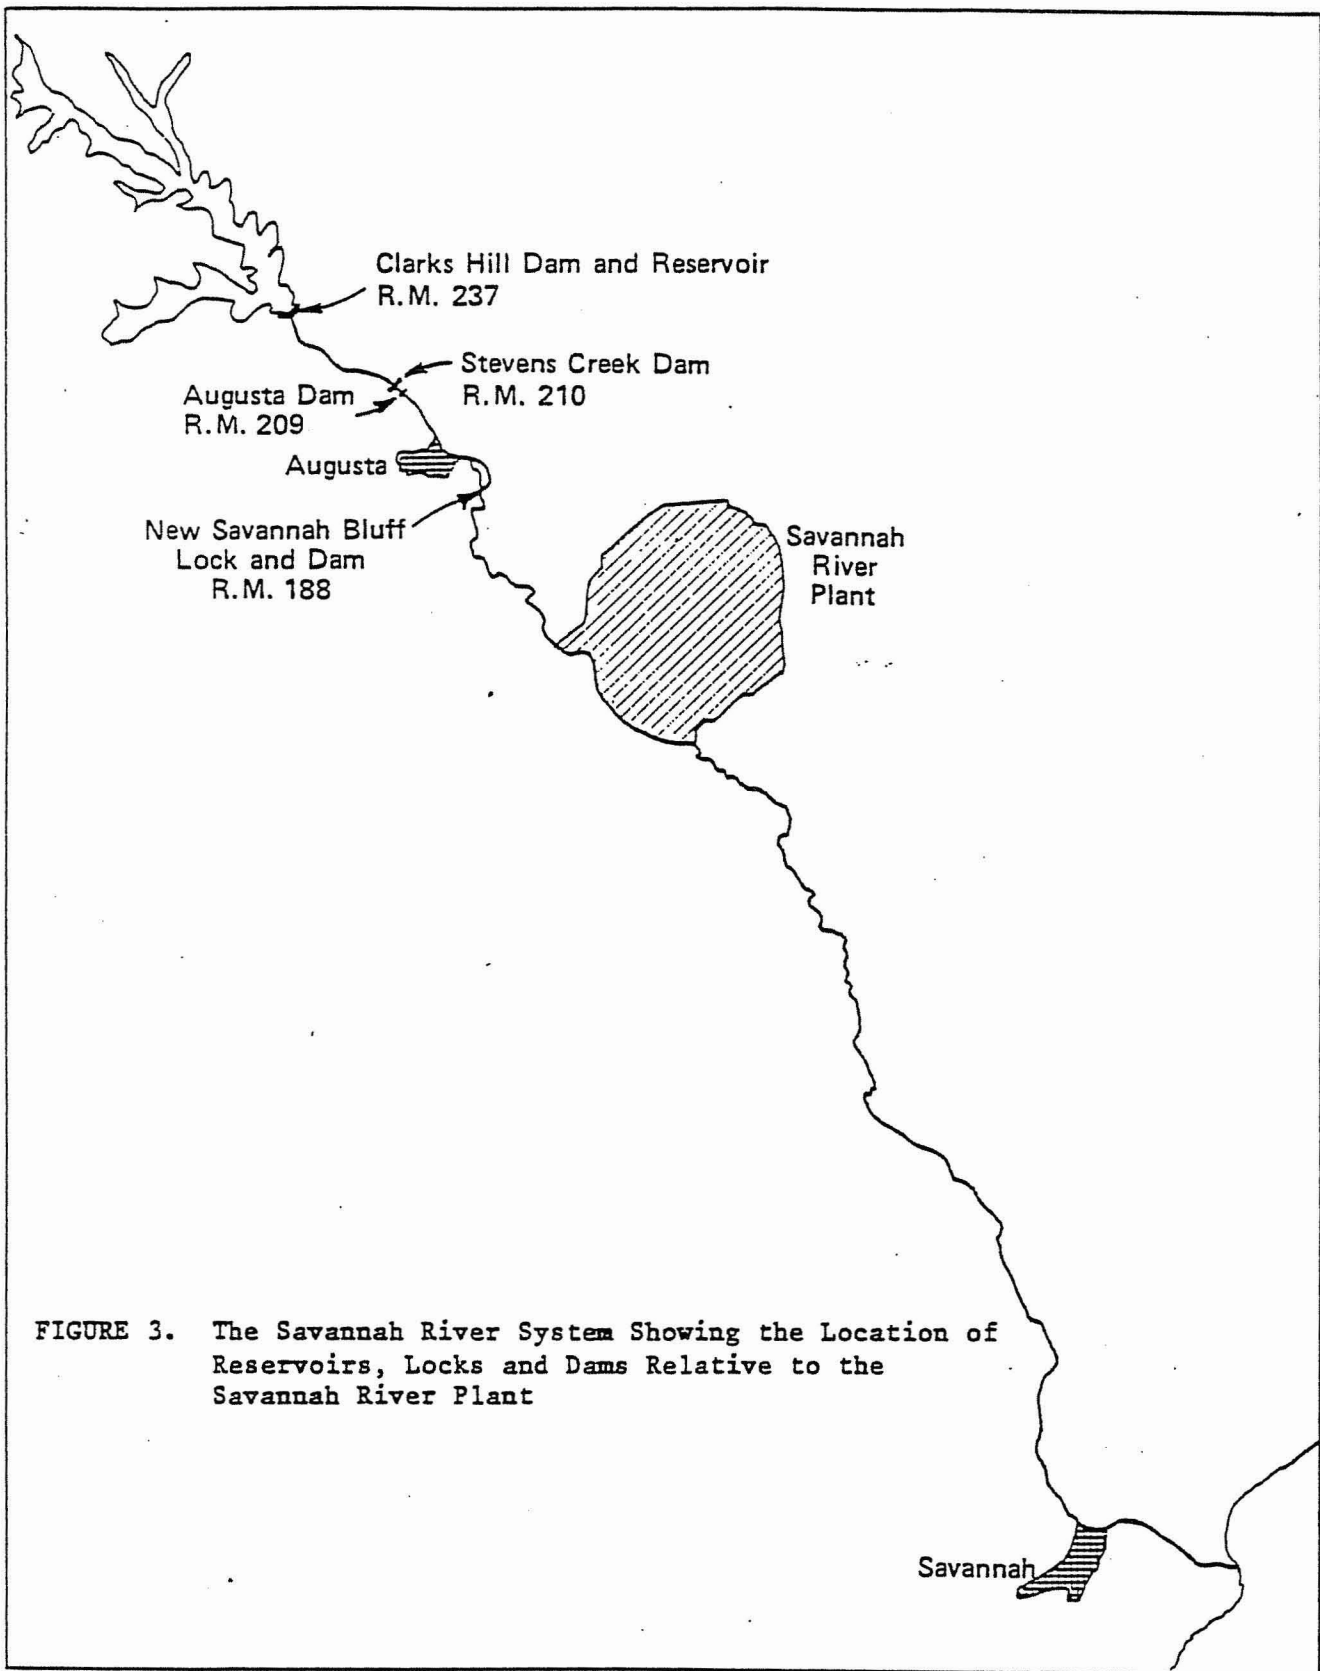 Clarks Hill Dam and Reservoir
R.M. 237
Stevens Creek Dam
R.M. 210
Augusta Dam
R.M. 209
Augusta
New Savannah Bluff
Lock and Dam
R.M. 188
Savannah
River
Plant
FIGURE 3. The Savannah River System Showing the Location of
Reservoirs, Locks and Dams Relative to the
Savannah River Plant
Savannah